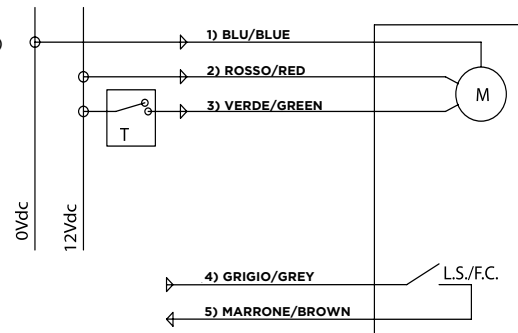 )
1) BLU/BLUE
2) ROSSO/RED
3) VERDE/GREEN
M
T
0Vdc
12Vdc
4) GRIGIO/GREY
L.S./F.C.
5) MARRONE/BROWN